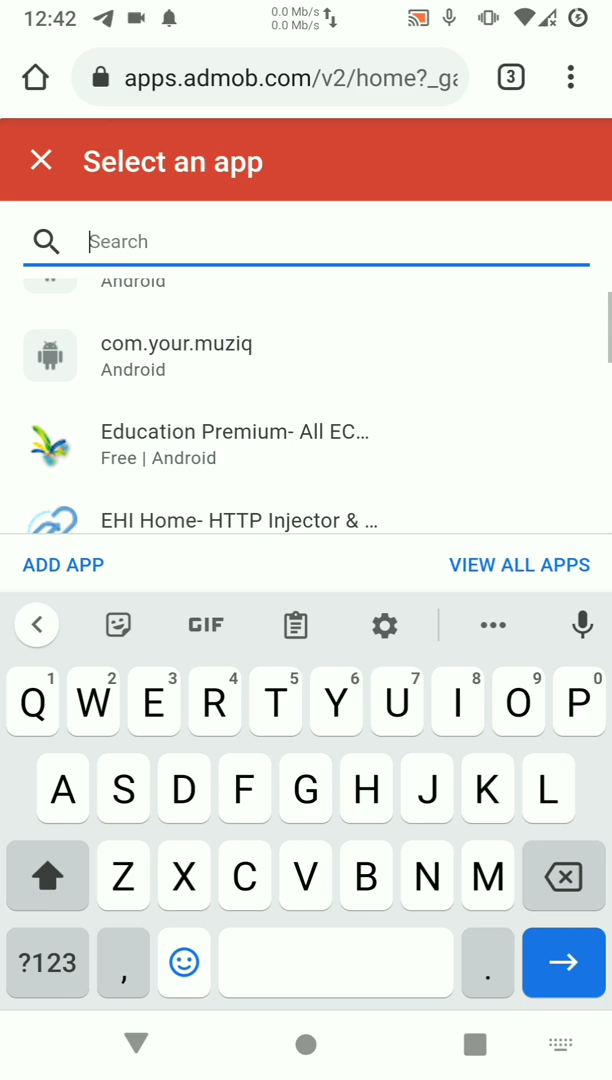 12:42
0.0 Mb/s
0.0 Mb/s
apps.admob.com/v2/home?_ga
3
Select an app
Search
Android
com.your.muziq
Android
Education Premium- All EC...
Free | Android
EHI Home- HTTP Injector & ...
ADD APP
VIEW ALL APPS
GIF
1 2 3 4 5 6 7 8 9 0
Q W E R T Y U I O P
A S D F G H J K L
Z X C V B N M
?123 , .